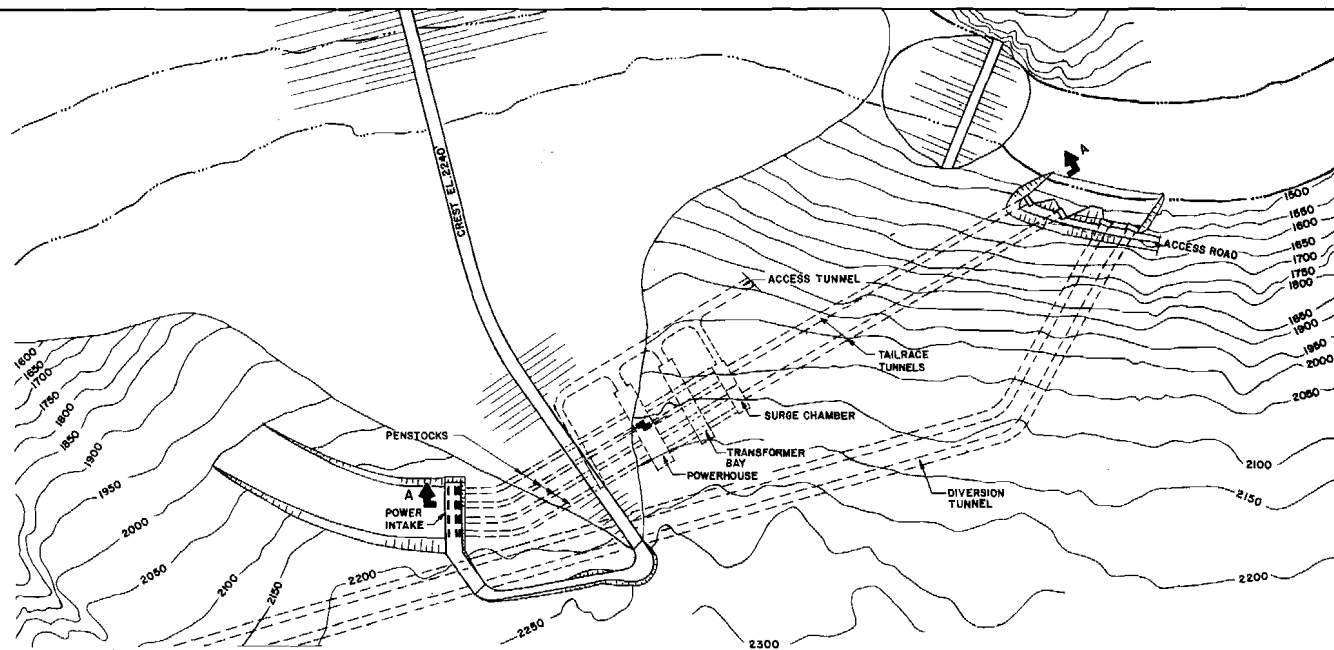 CREST EL. 2240
A
1500
1550
1600
1650
1700
1750
1800
1850
1900
1950
2000
2050
2100
2150
2200
ACCESS ROAD
ACCESS TUNNEL
TAILRACE
TUNNELS
SURGE CHAMBER
TRANSFORMER
BAY
POWERHOUSE
PENSTOCKS
DIVERSION
TUNNEL
A
POWER
INTAKE
1600
1650
1700
1750
1800
1850
1900
1950
2000
2050
2100
2150
2200
2250
2300